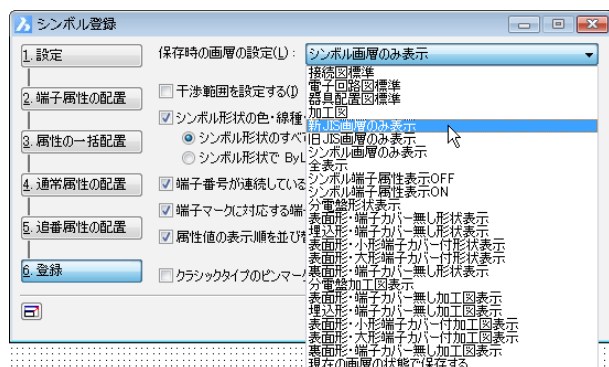 シンボル登録
1. 設定
2. 端子属性の配置
3. 属性の一括配置
4. 通常属性の配置
5. 追番属性の配置
6. 登録
保存時の画層の設定(L):
シンボル画層のみ表示
干渉範囲を設定する(I)
シンボル形状の色・線種・
シンボル形状のすべ
シンボル形状で ByL
端子番号が連続している
端子マークに対応する端
属性値の表示順を並び
クラシックタイプのピンマー
接続図標準
電子回路図標準
器具配置図標準
加工図
新JIS画層のみ表示
旧JIS画層のみ表示
シンボル画層のみ表示
全表示
シンボル端子属性表示OFF
シンボル端子属性表示ON
分電盤形状表示
表面形・端子カバー無し形状表示
埋込形・端子カバー無し形状表示
表面形・小形端子カバー付形状表示
表面形・大形端子カバー付形状表示
裏面形・端子カバー無し形状表示
分電盤加工図表示
表面形・端子カバー無し加工図表示
埋込形・端子カバー無し加工図表示
表面形・小形端子カバー付加工図表示
表面形・大形端子カバー付加工図表示
裏面形・端子カバー無し加工図表示
現在の画層の状態で保存する